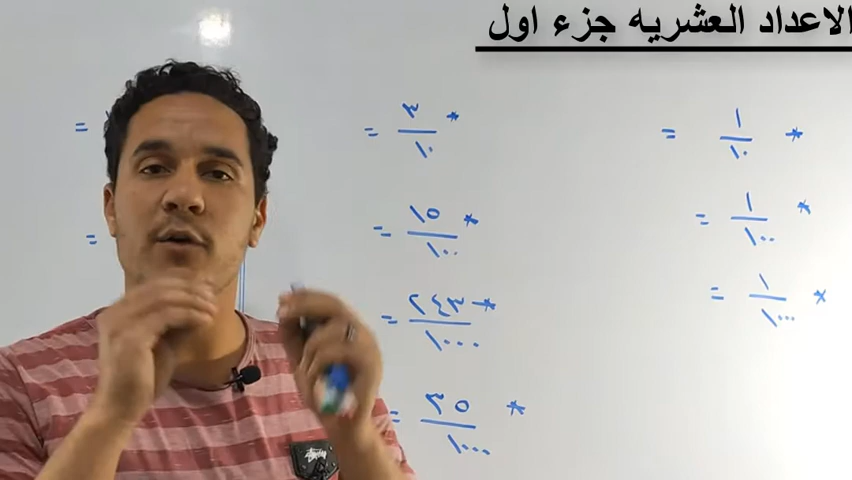 الاعداد العشريه جزء اول
* ١/١٠ =
* ١/١٠٠ =
* ١/١٠٠٠ =
* ٣/١٠ =
* ١٥/١٠٠ =
* ٢٤٣/١٠٠٠ =
* ٣٥/١٠٠٠ =
=
=